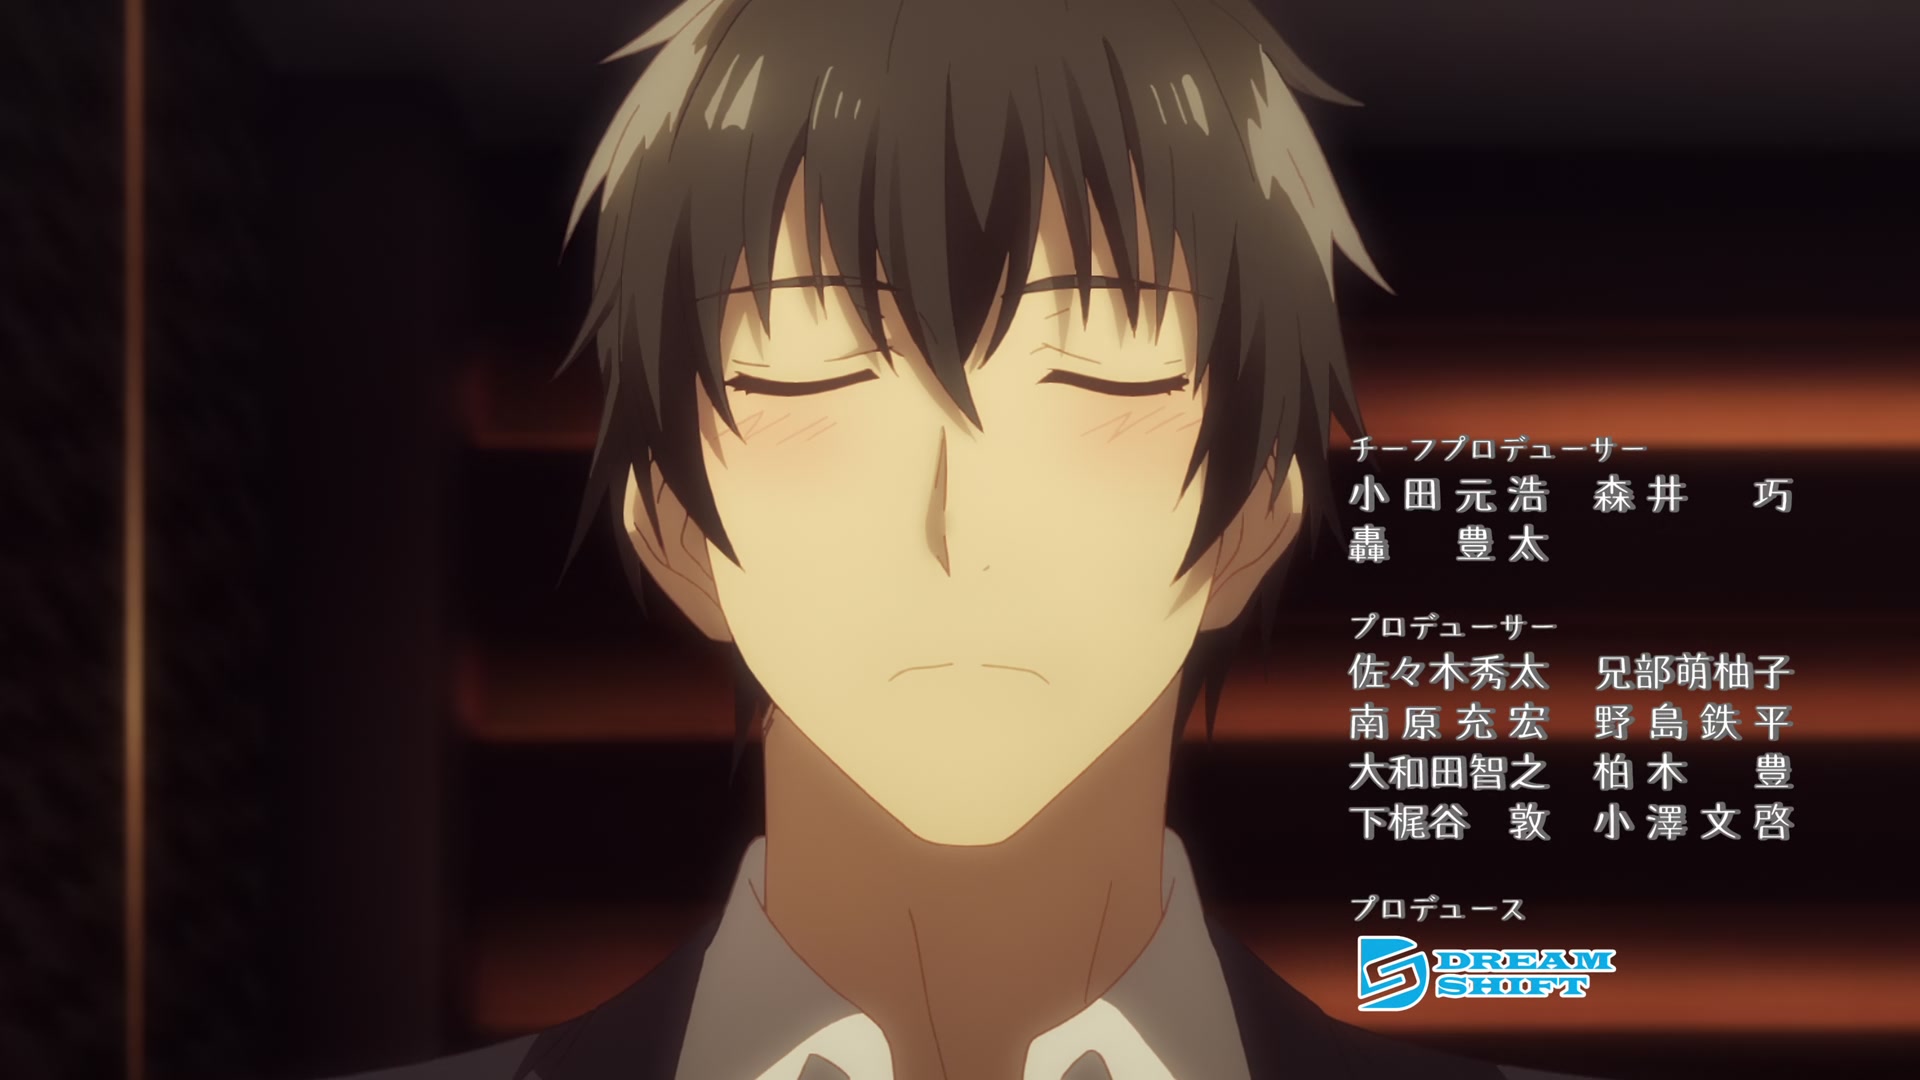 チーフプロデューサー
小田元浩　森井　巧
轟　豊太
プロデューサー
佐々木秀太　兄部萌柚子
南原充宏　野島鉄平
大和田智之　柏木　豊
下梶谷　敦　小澤文啓
プロデュース
DREAM
SHIFT